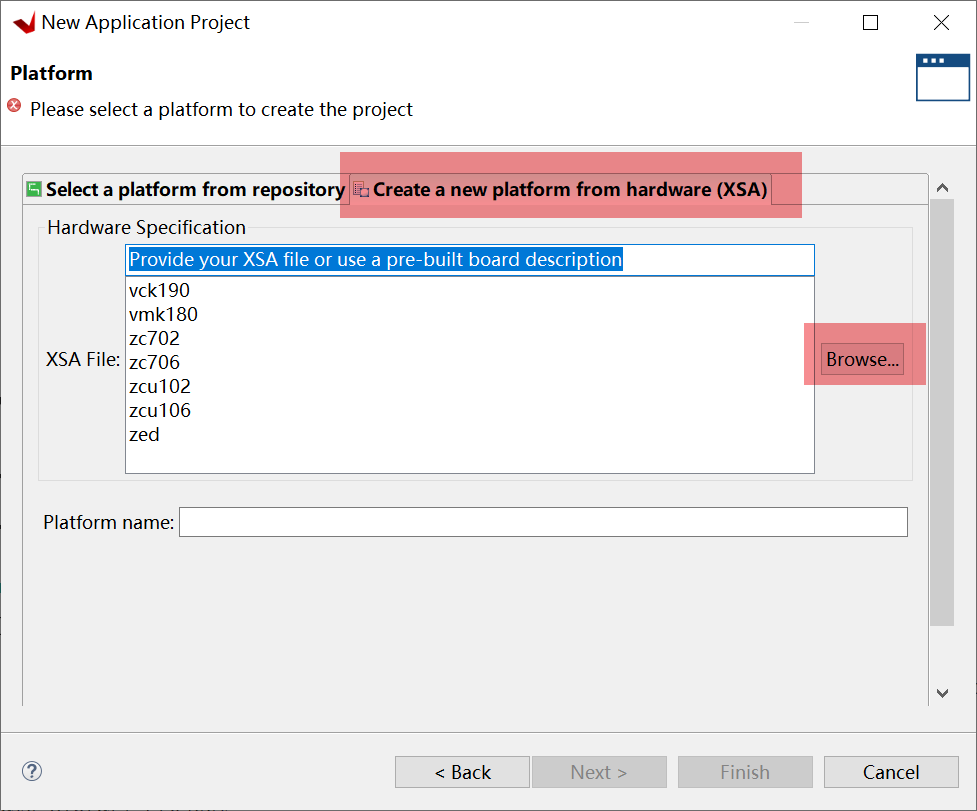 New Application Project
Platform
Please select a platform to create the project
Select a platform from repository
Create a new platform from hardware (XSA)
Hardware Specification
Provide your XSA file or use a pre-built board description
vck190
vmk180
zc702
XSA File:
zc706
Browse...
zcu102
zcu106
zed
Platform name:
?
< Back
Next >
Finish
Cancel